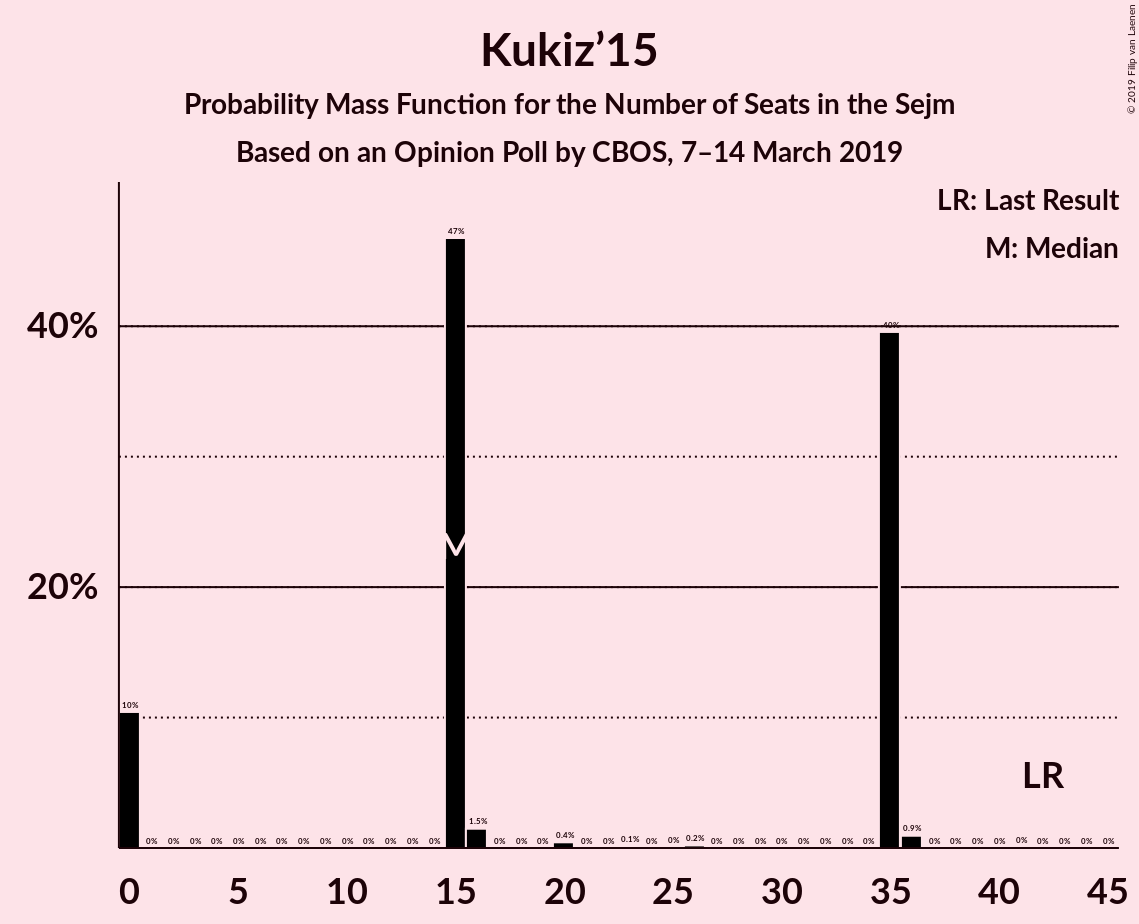 Kukiz’15
Probability Mass Function for the Number of Seats in the Sejm
Based on an Opinion Poll by CBOS, 7–14 March 2019
© 2019 Filip van Laenen
LR: Last Result
M: Median
40%
20%
47%
40%
M
10%
LR
0% 0% 0% 0% 0% 0% 0% 0% 0% 0% 0% 0% 0% 0% 1.5% 0% 0% 0% 0.4% 0% 0% 0.1% 0% 0% 0.2% 0% 0% 0% 0% 0% 0% 0% 0% 0.9% 0% 0% 0% 0% 0% 0% 0% 0% 0%
0 5 10 15 20 25 30 35 40 45